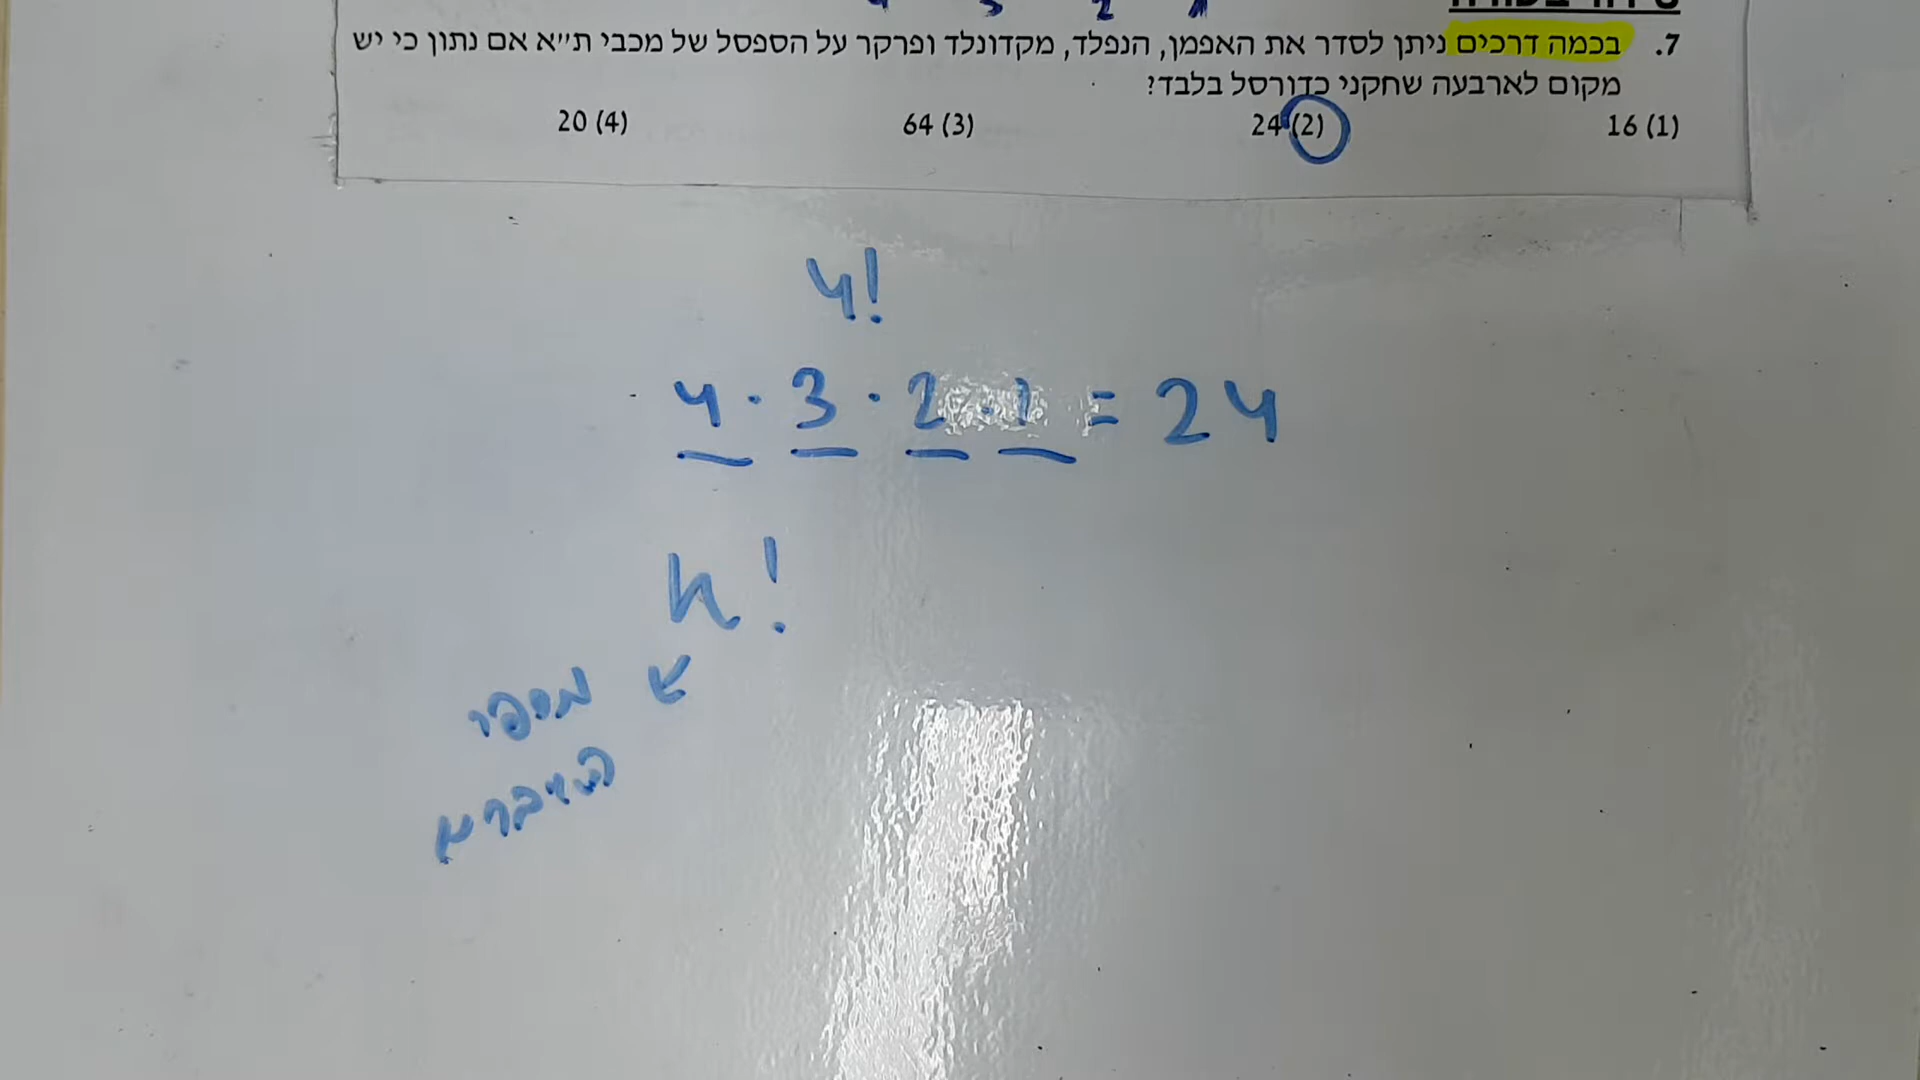 7. בכמה דרכים ניתן לסדר את האפמן, הנפלד, מקדונלד ופרקר על הספסל של מכבי ת״א אם נתון כי יש
מקום לארבעה שחקני כדורסל בלבד?
(1) 16 (2) 24 (3) 64 (4) 20
4!
4 · 3 · 2 · 1 = 24
n!
מספר